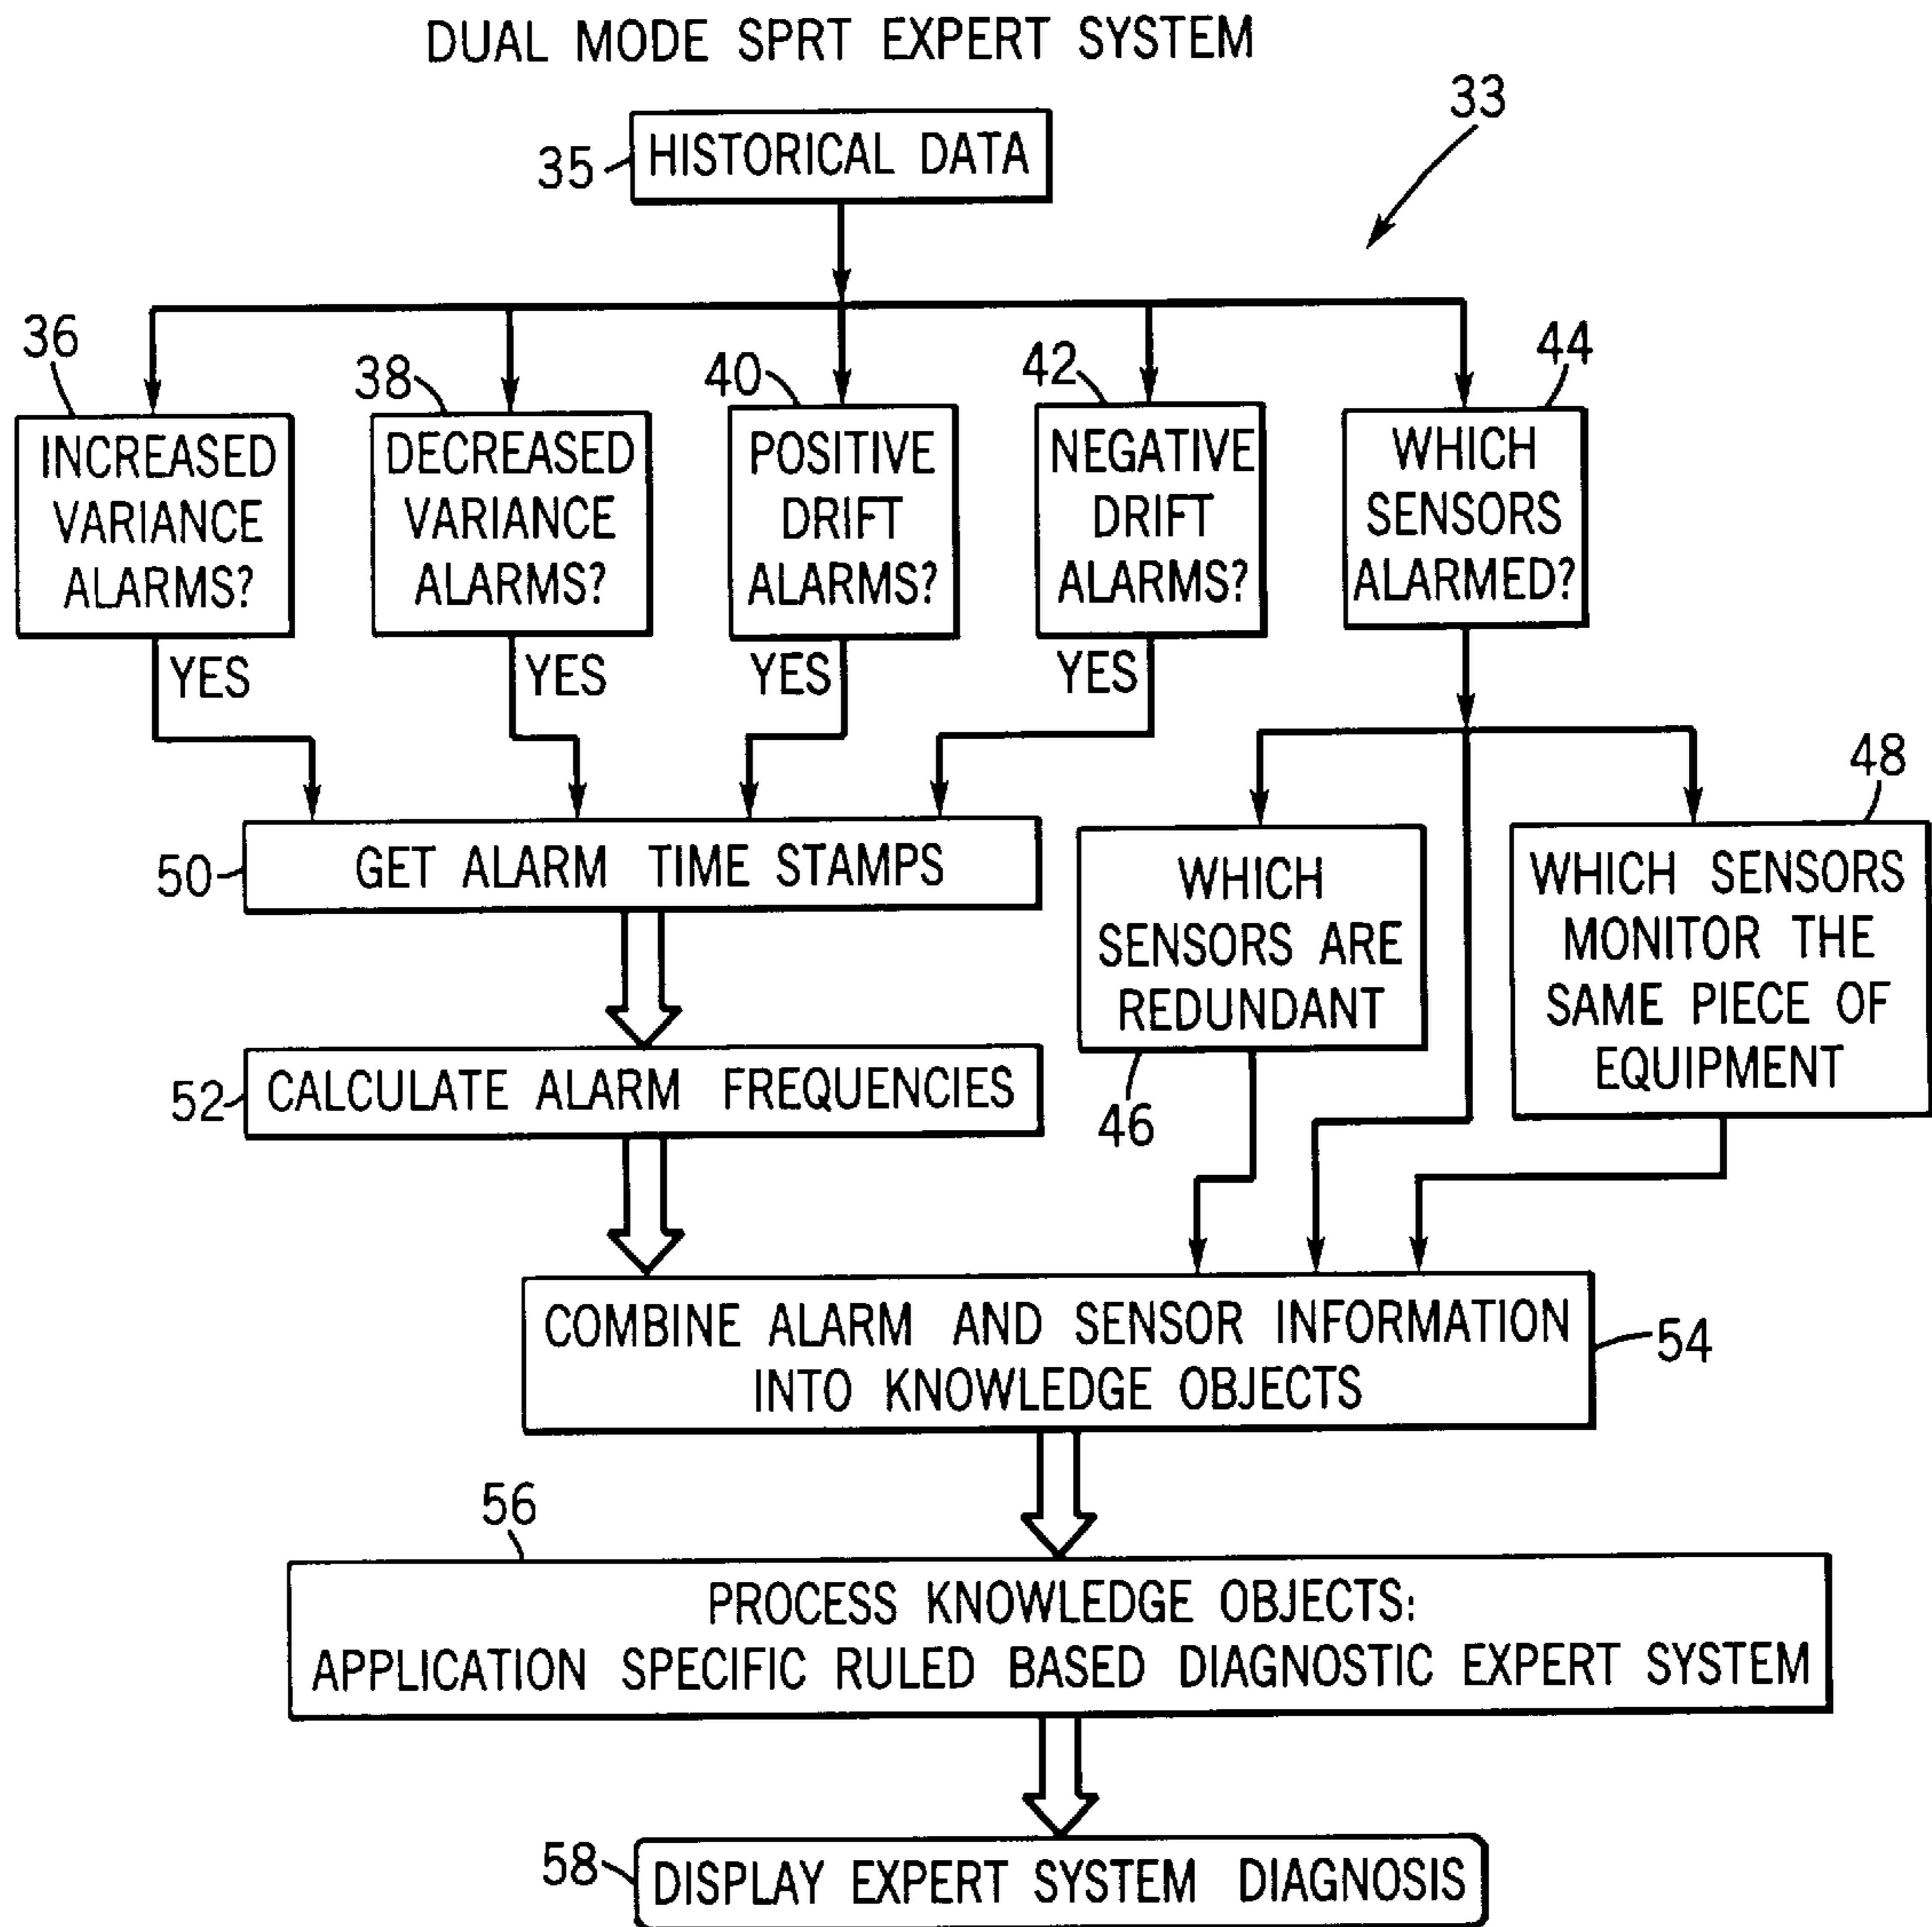 DUAL MODE SPRT EXPERT SYSTEM
33
35
HISTORICAL DATA
36
38
40
42
44
INCREASED
VARIANCE
ALARMS?
DECREASED
VARIANCE
ALARMS?
POSITIVE
DRIFT
ALARMS?
NEGATIVE
DRIFT
ALARMS?
WHICH
SENSORS
ALARMED?
YES
YES
YES
YES
48
50
GET ALARM TIME STAMPS
WHICH
SENSORS ARE
REDUNDANT
46
WHICH SENSORS
MONITOR THE
SAME PIECE OF
EQUIPMENT
52
CALCULATE ALARM FREQUENCIES
COMBINE ALARM AND SENSOR INFORMATION
INTO KNOWLEDGE OBJECTS
54
56
PROCESS KNOWLEDGE OBJECTS:
APPLICATION SPECIFIC RULED BASED DIAGNOSTIC EXPERT SYSTEM
58
DISPLAY EXPERT SYSTEM DIAGNOSIS